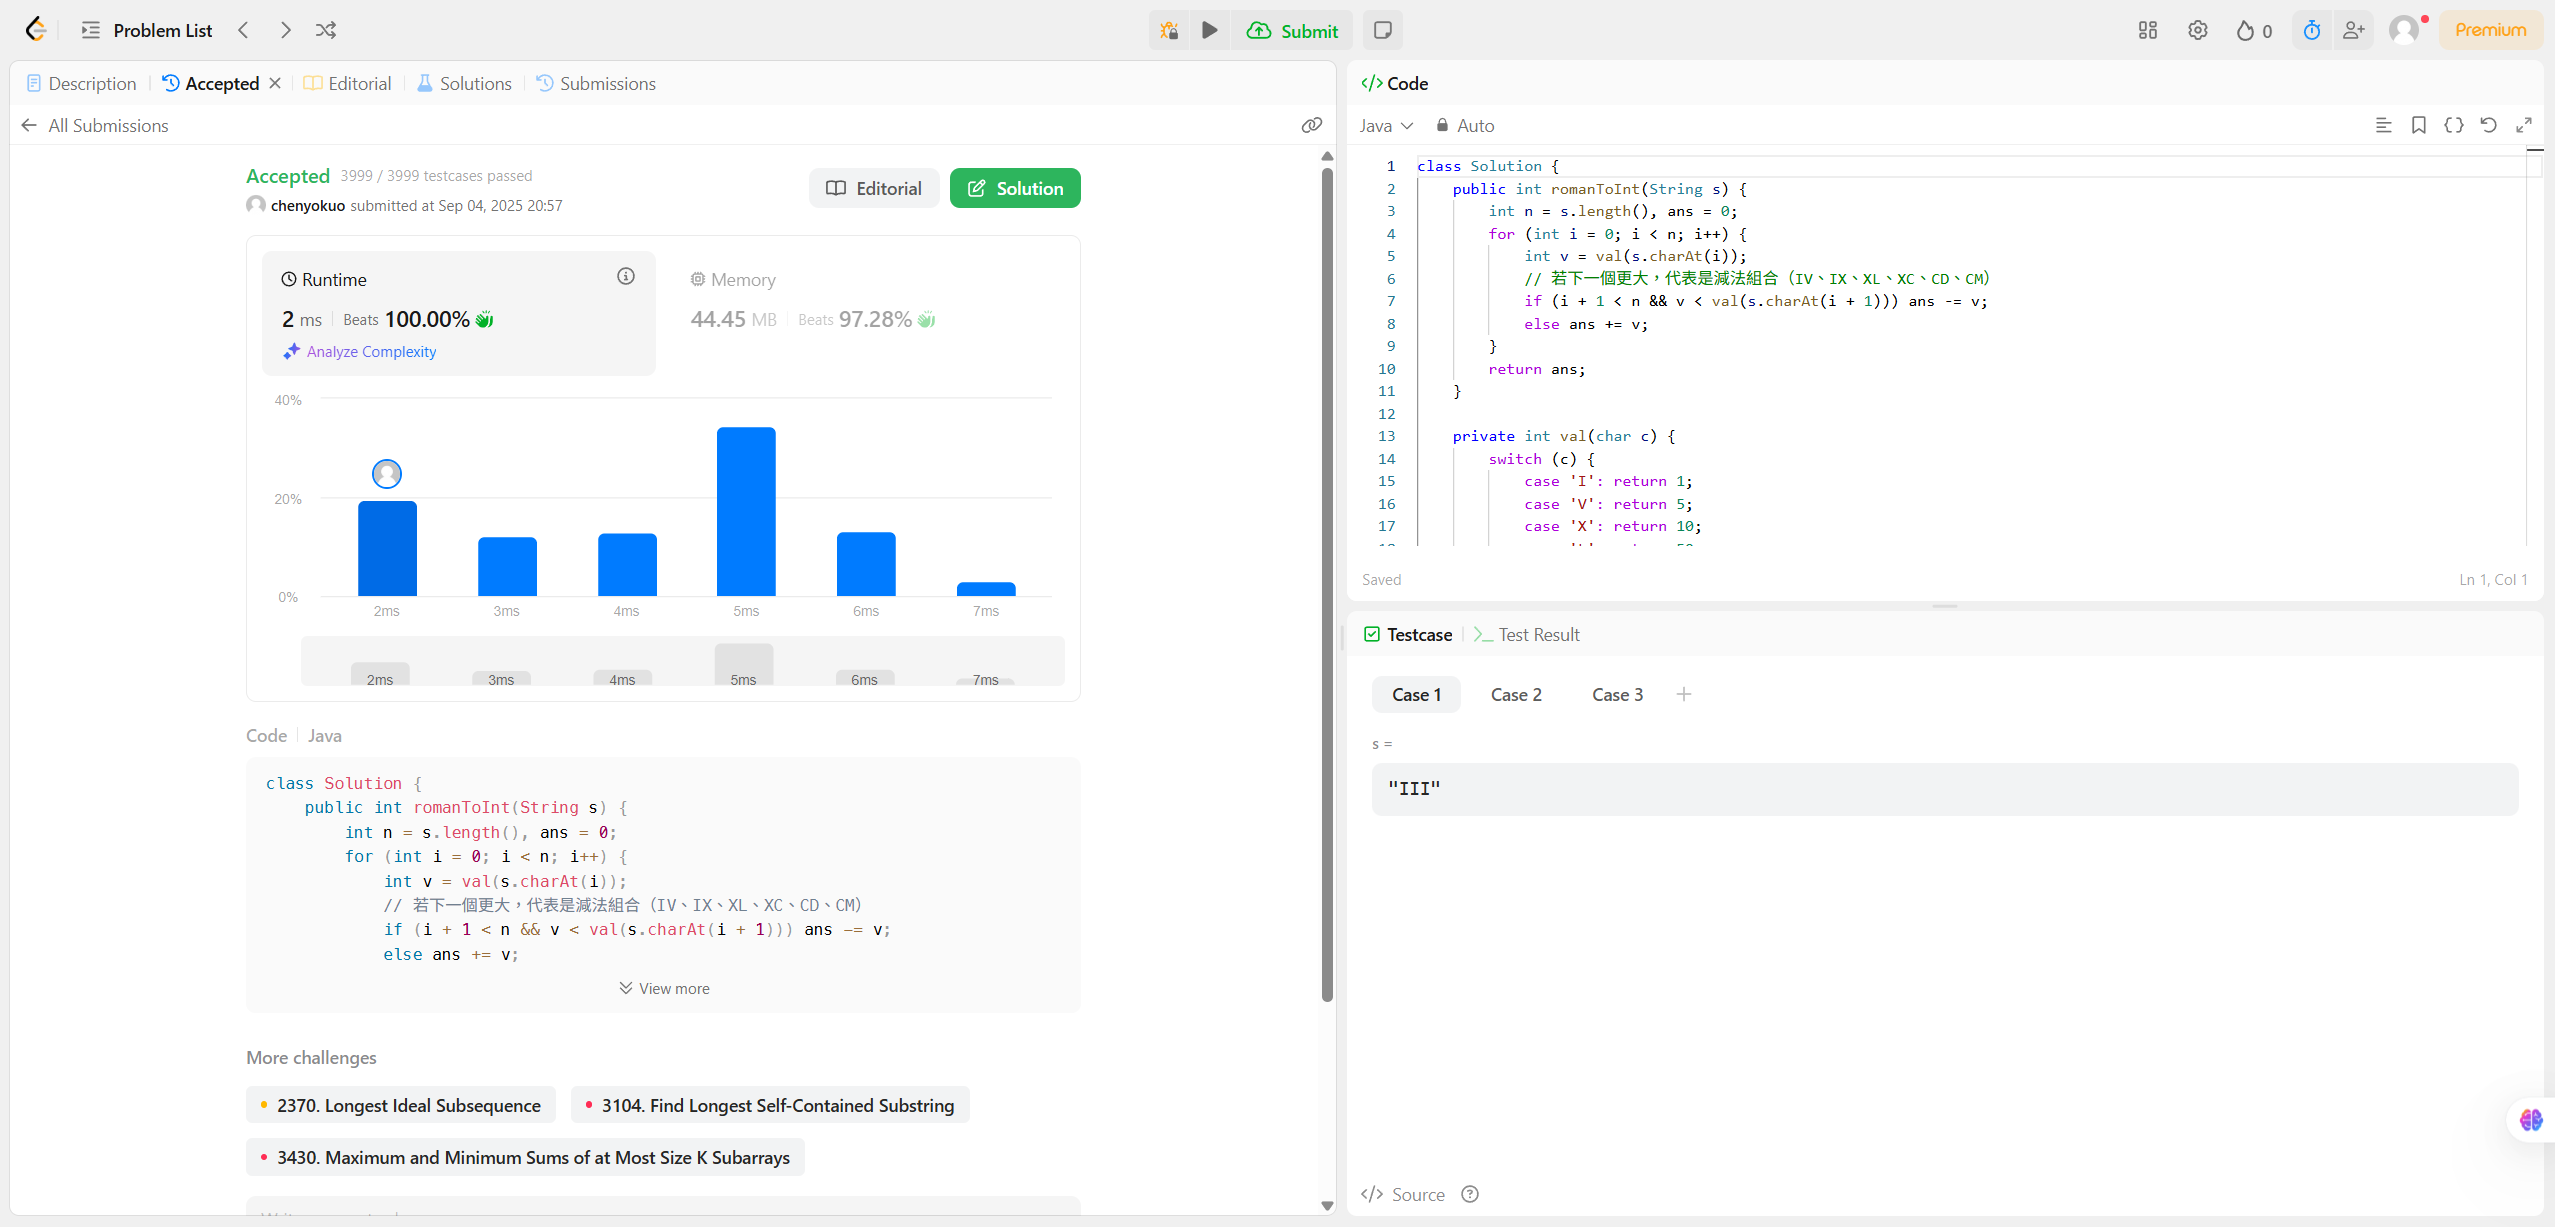 Problem List
Submit
0
Premium
Description
Accepted
Editorial
Solutions
Submissions
All Submissions
Accepted 3999 / 3999 testcases passed
chenyokuo submitted at Sep 04, 2025 20:57
Editorial
Solution
Runtime
2 ms Beats 100.00%
Analyze Complexity
Memory
44.45 MB Beats 97.28%
40%
20%
0%
2ms 3ms 4ms 5ms 6ms 7ms
2ms 3ms 4ms 5ms 6ms 7ms
Code Java
class Solution {
public int romanToInt(String s) {
int n = s.length(), ans = 0;
for (int i = 0; i < n; i++) {
int v = val(s.charAt(i));
// 若下一個更大，代表是減法組合（IV、IX、XL、XC、CD、CM）
if (i + 1 < n && v < val(s.charAt(i + 1))) ans -= v;
else ans += v;
View more
More challenges
2370. Longest Ideal Subsequence
3104. Find Longest Self-Contained Substring
3430. Maximum and Minimum Sums of at Most Size K Subarrays
</> Code
Java
Auto
1 class Solution {
2 public int romanToInt(String s) {
3 int n = s.length(), ans = 0;
4 for (int i = 0; i < n; i++) {
5 int v = val(s.charAt(i));
6 // 若下一個更大，代表是減法組合（IV、IX、XL、XC、CD、CM）
7 if (i + 1 < n && v < val(s.charAt(i + 1))) ans -= v;
8 else ans += v;
9 }
10 return ans;
11 }
12
13 private int val(char c) {
14 switch (c) {
15 case 'I': return 1;
16 case 'V': return 5;
17 case 'X': return 10;
Saved
Ln 1, Col 1
Testcase
Test Result
Case 1
Case 2
Case 3
s =
"III"
</> Source